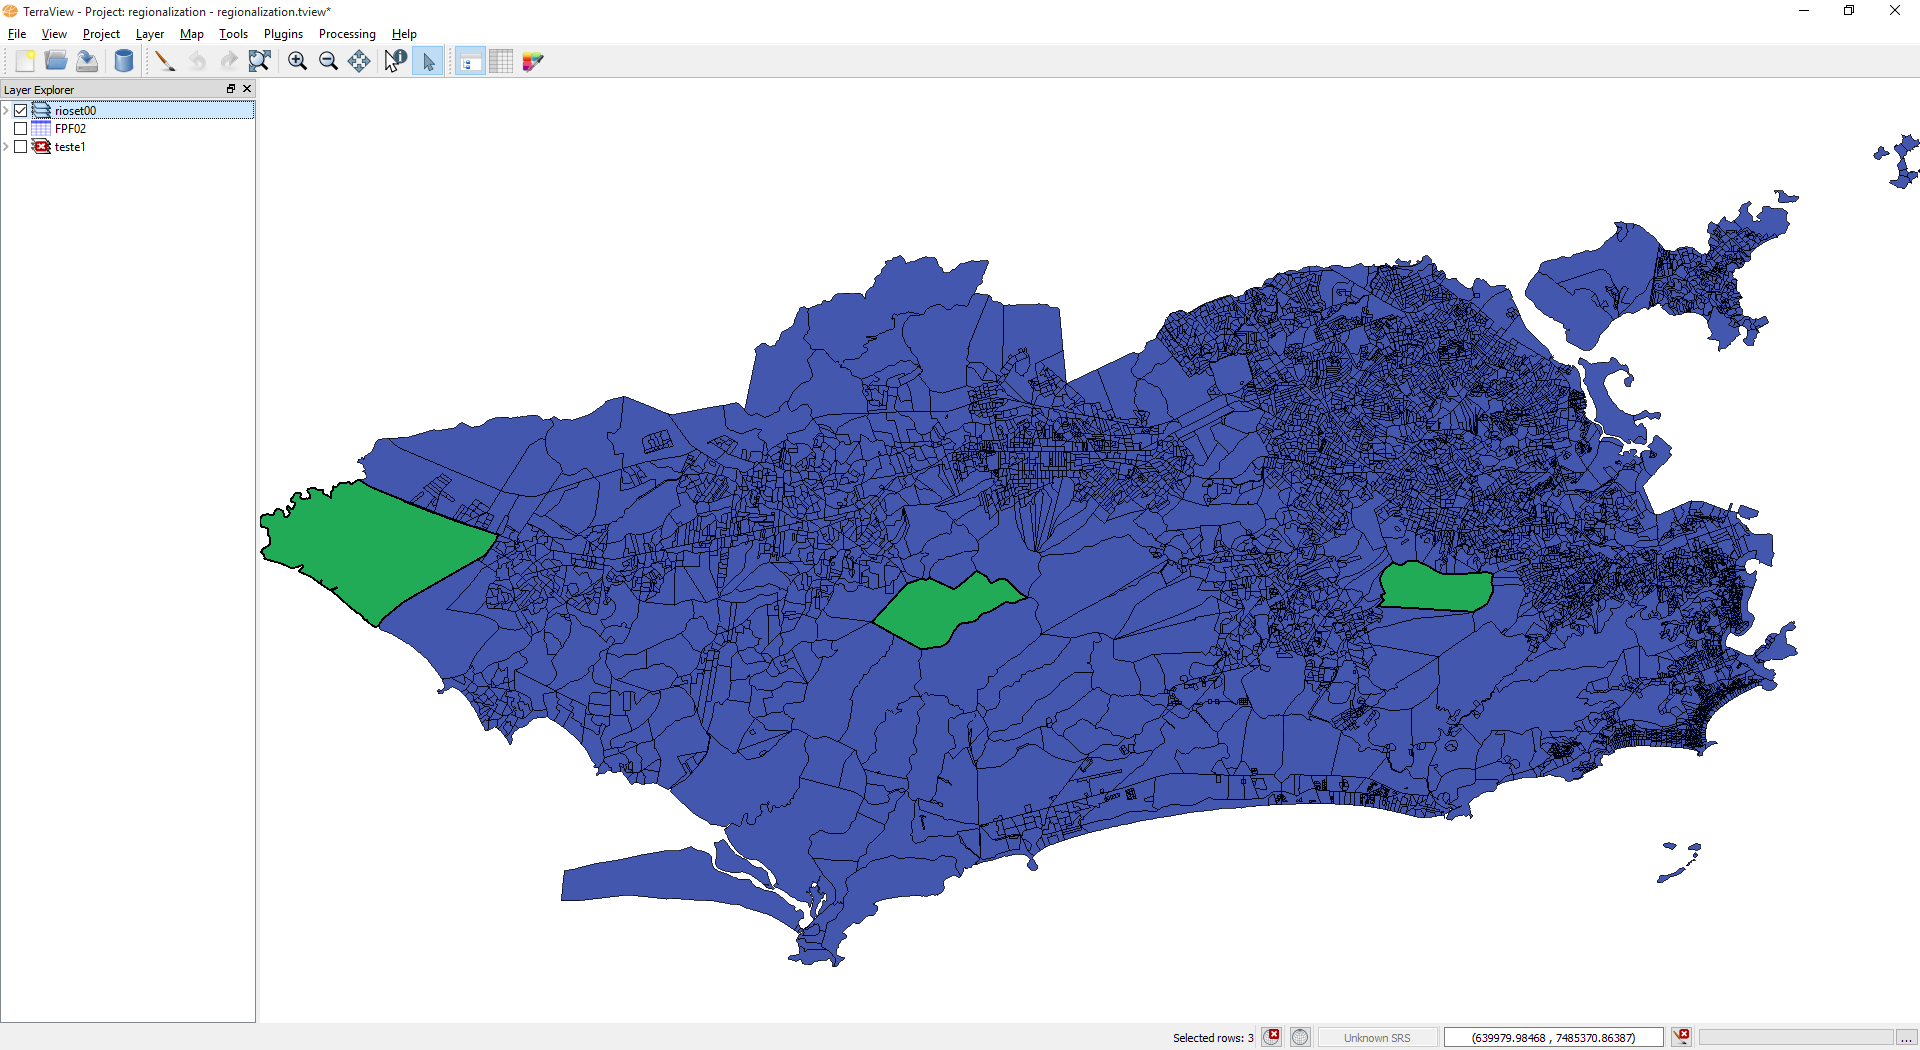 TerraView - Project: regionalization - regionalization.tview*
File View Project Layer Map Tools Plugins Processing Help
Layer Explorer
rioset00
FPF02
teste1
Selected rows: 3 Unknown SRS (639979.98468 , 7485370.86387) ...